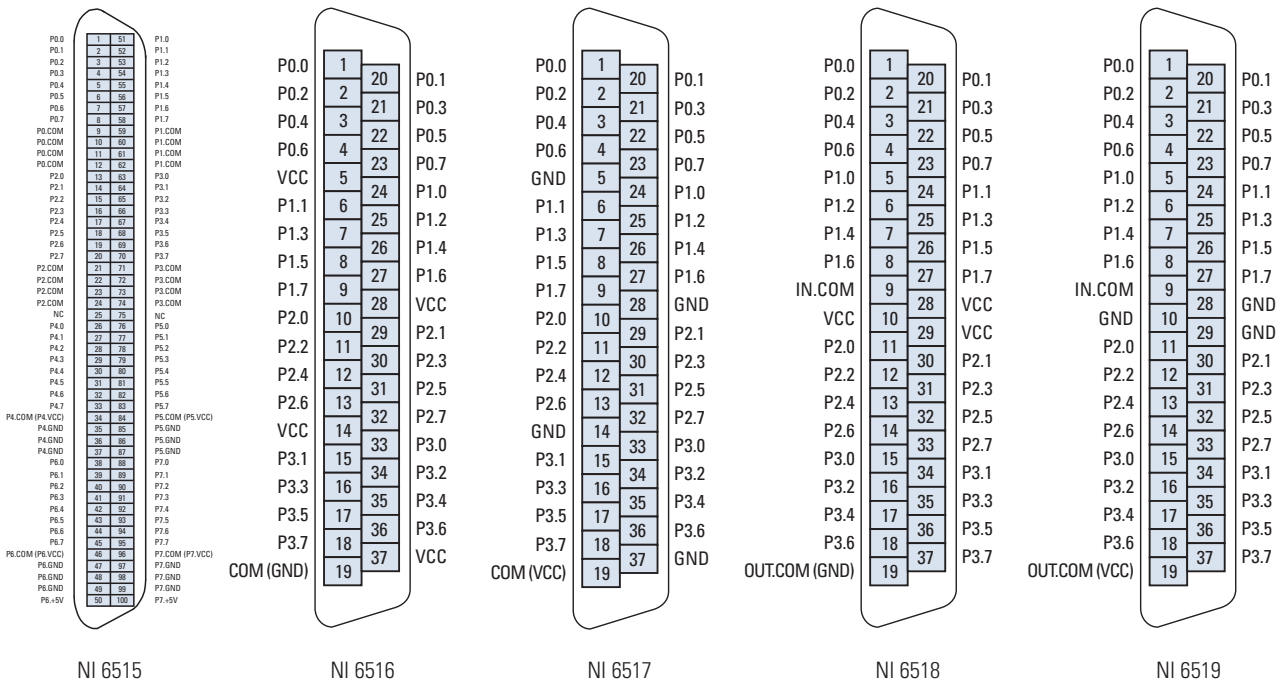 P0.0 1 51 P1.0
P0.1 2 52 P1.1
P0.2 3 53 P1.2
P0.3 4 54 P1.3
P0.4 5 55 P1.4
P0.5 6 56 P1.5
P0.6 7 57 P1.6
P0.7 8 58 P1.7
P0.COM 9 59 P1.COM
P0.COM 10 60 P1.COM
P0.COM 11 61 P1.COM
P0.COM 12 62 P1.COM
P2.0 13 63 P3.0
P2.1 14 64 P3.1
P2.2 15 65 P3.2
P2.3 16 66 P3.3
P2.4 17 67 P3.4
P2.5 18 68 P3.5
P2.6 19 69 P3.6
P2.7 20 70 P3.7
P2.COM 21 71 P3.COM
P2.COM 22 72 P3.COM
P2.COM 23 73 P3.COM
P2.COM 24 74 P3.COM
NC 25 75 NC
P4.0 26 76 P5.0
P4.1 27 77 P5.1
P4.2 28 78 P5.2
P4.3 29 79 P5.3
P4.4 30 80 P5.4
P4.5 31 81 P5.5
P4.6 32 82 P5.6
P4.7 33 83 P5.7
P4.COM (P4.VCC) 34 84 P5.COM (P5.VCC)
P4.GND 35 85 P5.GND
P4.GND 36 86 P5.GND
P4.GND 37 87 P5.GND
P6.0 38 88 P7.0
P6.1 39 89 P7.1
P6.2 40 90 P7.2
P6.3 41 91 P7.3
P6.4 42 92 P7.4
P6.5 43 93 P7.5
P6.6 44 94 P7.6
P6.7 45 95 P7.7
P6.COM (P6.VCC) 46 96 P7.COM (P7.VCC)
P6.GND 47 97 P7.GND
P6.GND 48 98 P7.GND
P6.GND 49 99 P7.GND
P6.+5V 50 100 P7.+5V
NI 6515
P0.0 1
20 P0.1
P0.2 2
21 P0.3
P0.4 3
22 P0.5
P0.6 4
23 P0.7
VCC 5
24 P1.0
P1.1 6
25 P1.2
P1.3 7
26 P1.4
P1.5 8
27 P1.6
P1.7 9
28 VCC
P2.0 10
29 P2.1
P2.2 11
30 P2.3
P2.4 12
31 P2.5
P2.6 13
32 P2.7
VCC 14
33 P3.0
P3.1 15
34 P3.2
P3.3 16
35 P3.4
P3.5 17
36 P3.6
P3.7 18
37 VCC
COM (GND) 19
NI 6516
P0.0 1
20 P0.1
P0.2 2
21 P0.3
P0.4 3
22 P0.5
P0.6 4
23 P0.7
GND 5
24 P1.0
P1.1 6
25 P1.2
P1.3 7
26 P1.4
P1.5 8
27 P1.6
P1.7 9
28 GND
P2.0 10
29 P2.1
P2.2 11
30 P2.3
P2.4 12
31 P2.5
P2.6 13
32 P2.7
GND 14
33 P3.0
P3.1 15
34 P3.2
P3.3 16
35 P3.4
P3.5 17
36 P3.6
P3.7 18
37 GND
COM (VCC) 19
NI 6517
P0.0 1
20 P0.1
P0.2 2
21 P0.3
P0.4 3
22 P0.5
P0.6 4
23 P0.7
P1.0 5
24 P1.1
P1.2 6
25 P1.3
P1.4 7
26 P1.5
P1.6 8
27 P1.7
IN.COM 9
28 VCC
VCC 10
29 VCC
P2.0 11
30 P2.1
P2.2 12
31 P2.3
P2.4 13
32 P2.5
P2.6 14
33 P2.7
P3.0 15
34 P3.1
P3.2 16
35 P3.3
P3.4 17
36 P3.5
P3.6 18
37 P3.7
OUT.COM (GND) 19
NI 6518
P0.0 1
20 P0.1
P0.2 2
21 P0.3
P0.4 3
22 P0.5
P0.6 4
23 P0.7
P1.0 5
24 P1.1
P1.2 6
25 P1.3
P1.4 7
26 P1.5
P1.6 8
27 P1.7
IN.COM 9
28 GND
GND 10
29 GND
P2.0 11
30 P2.1
P2.2 12
31 P2.3
P2.4 13
32 P2.5
P2.6 14
33 P2.7
P3.0 15
34 P3.1
P3.2 16
35 P3.3
P3.4 17
36 P3.5
P3.6 18
37 P3.7
OUT.COM (VCC) 19
NI 6519